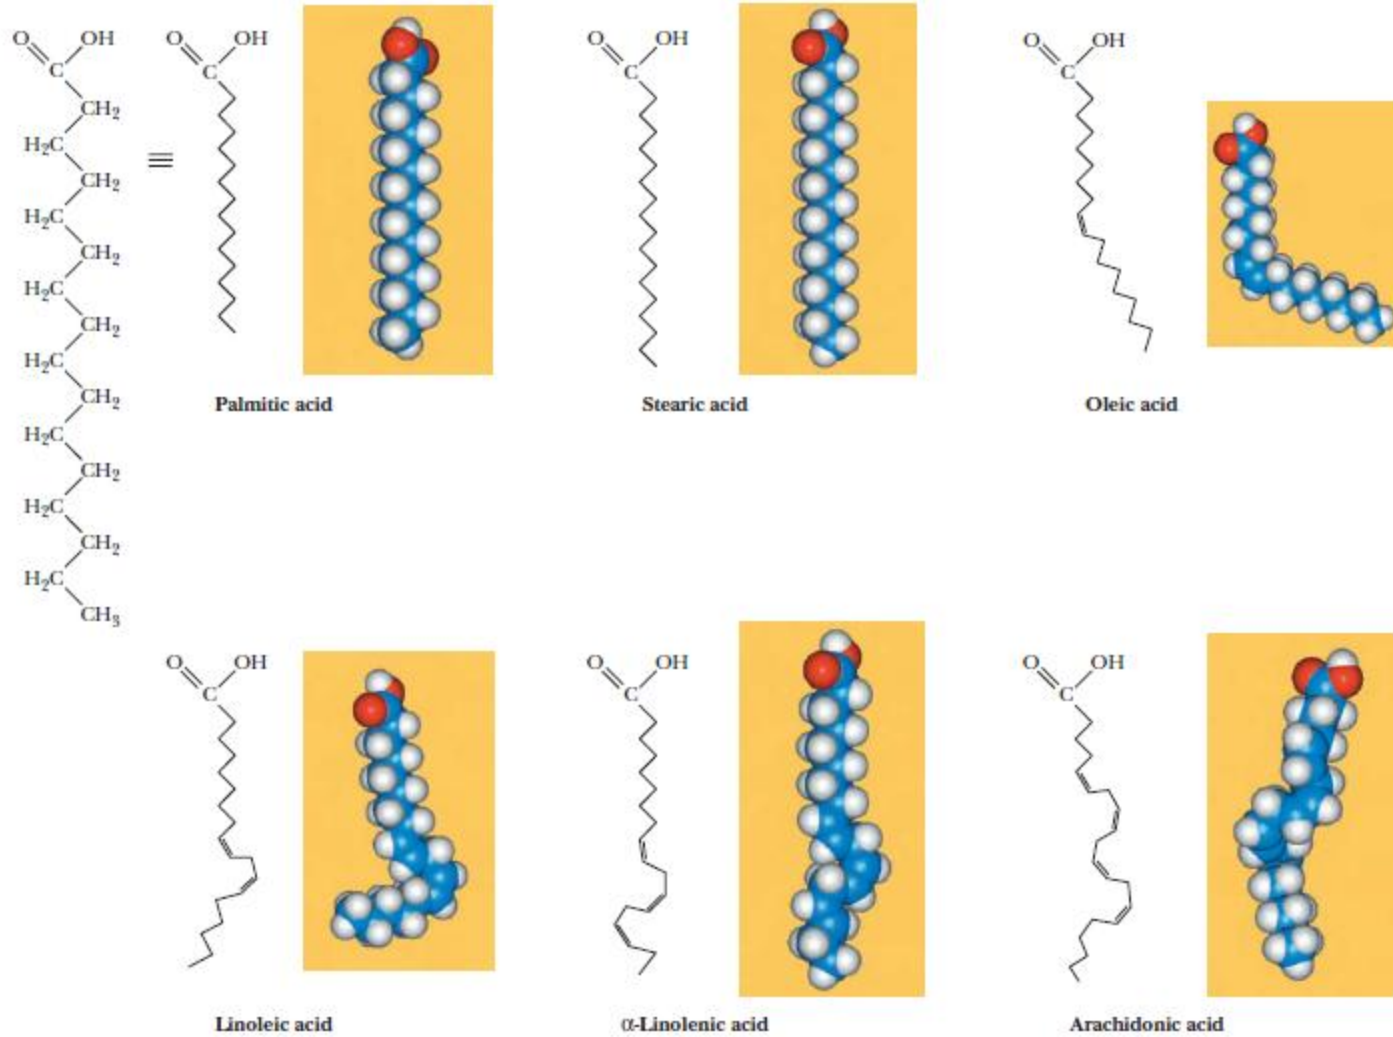 O OH
C
CH₂
H₂C
CH₂
H₂C
CH₂
H₂C
CH₂
H₂C
CH₂
H₂C
CH₂
H₂C
CH₂
H₂C
CH₃
≡
O OH
C
Palmitic acid
O OH
C
Stearic acid
O OH
C
Oleic acid
O OH
C
Linoleic acid
O OH
C
α-Linolenic acid
O OH
C
Arachidonic acid